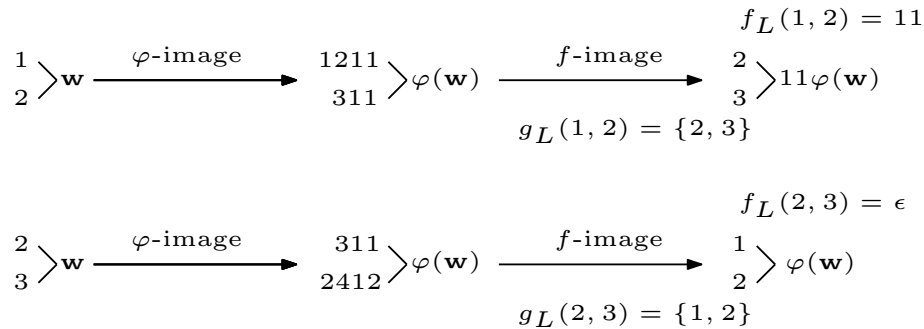 f_L(1, 2) = 11
1 2 w φ-image 1211 311 φ(w) f-image 2 3 11φ(w)
g_L(1, 2) = {2, 3}
f_L(2, 3) = ϵ
2 3 w φ-image 311 2412 φ(w) f-image 1 2 φ(w)
g_L(2, 3) = {1, 2}